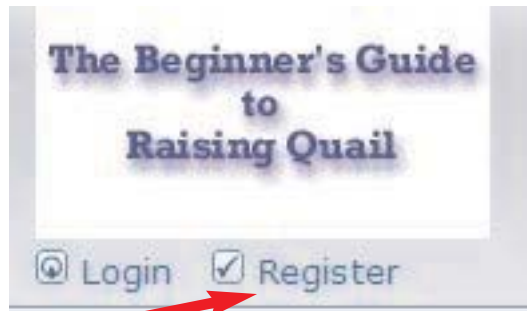 The Beginner's Guide
to
Raising Quail
Login Register